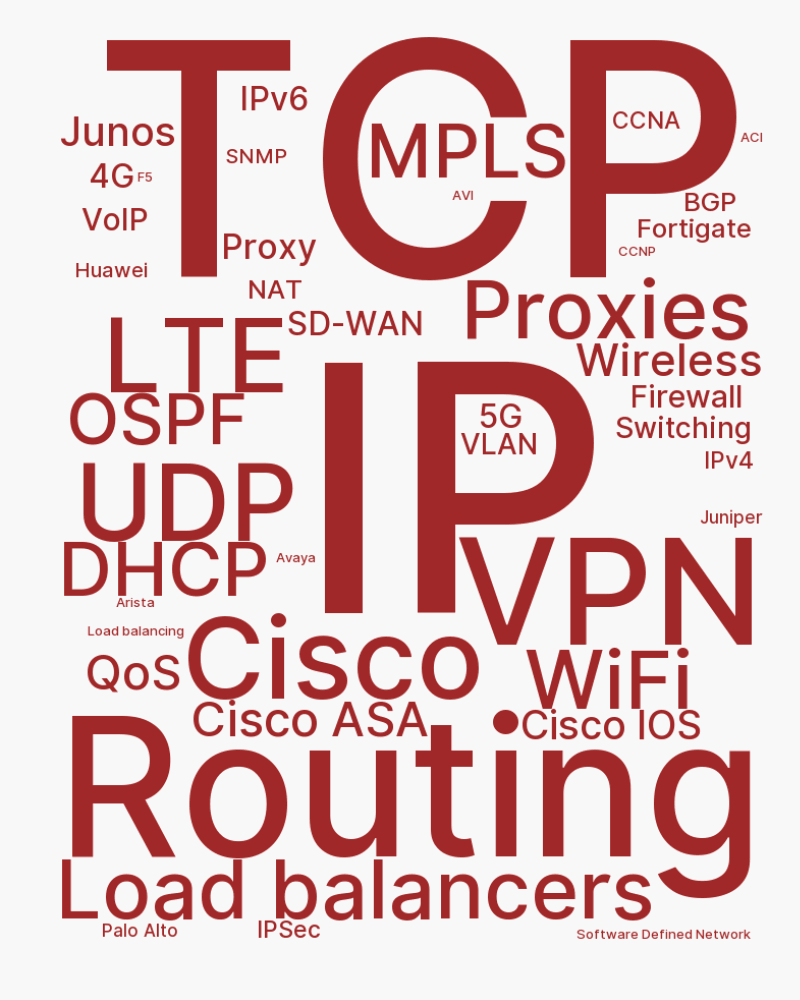 TCP
IPv6
Junos
MPLS
CCNA
ACI
SNMP
4G
F5
AVI
VoIP
BGP
Fortigate
Proxy
CCNP
Huawei
NAT
Proxies
SD-WAN
LTE
Wireless
IP
Firewall
OSPF
5G
Switching
VLAN
IPv4
UDP
Juniper
DHCP
Avaya
VPN
Arista
Load balancing
Cisco
QoS
WiFi
Cisco ASA
Cisco IOS
Routing
Load balancers
Palo Alto
IPSec
Software Defined Network